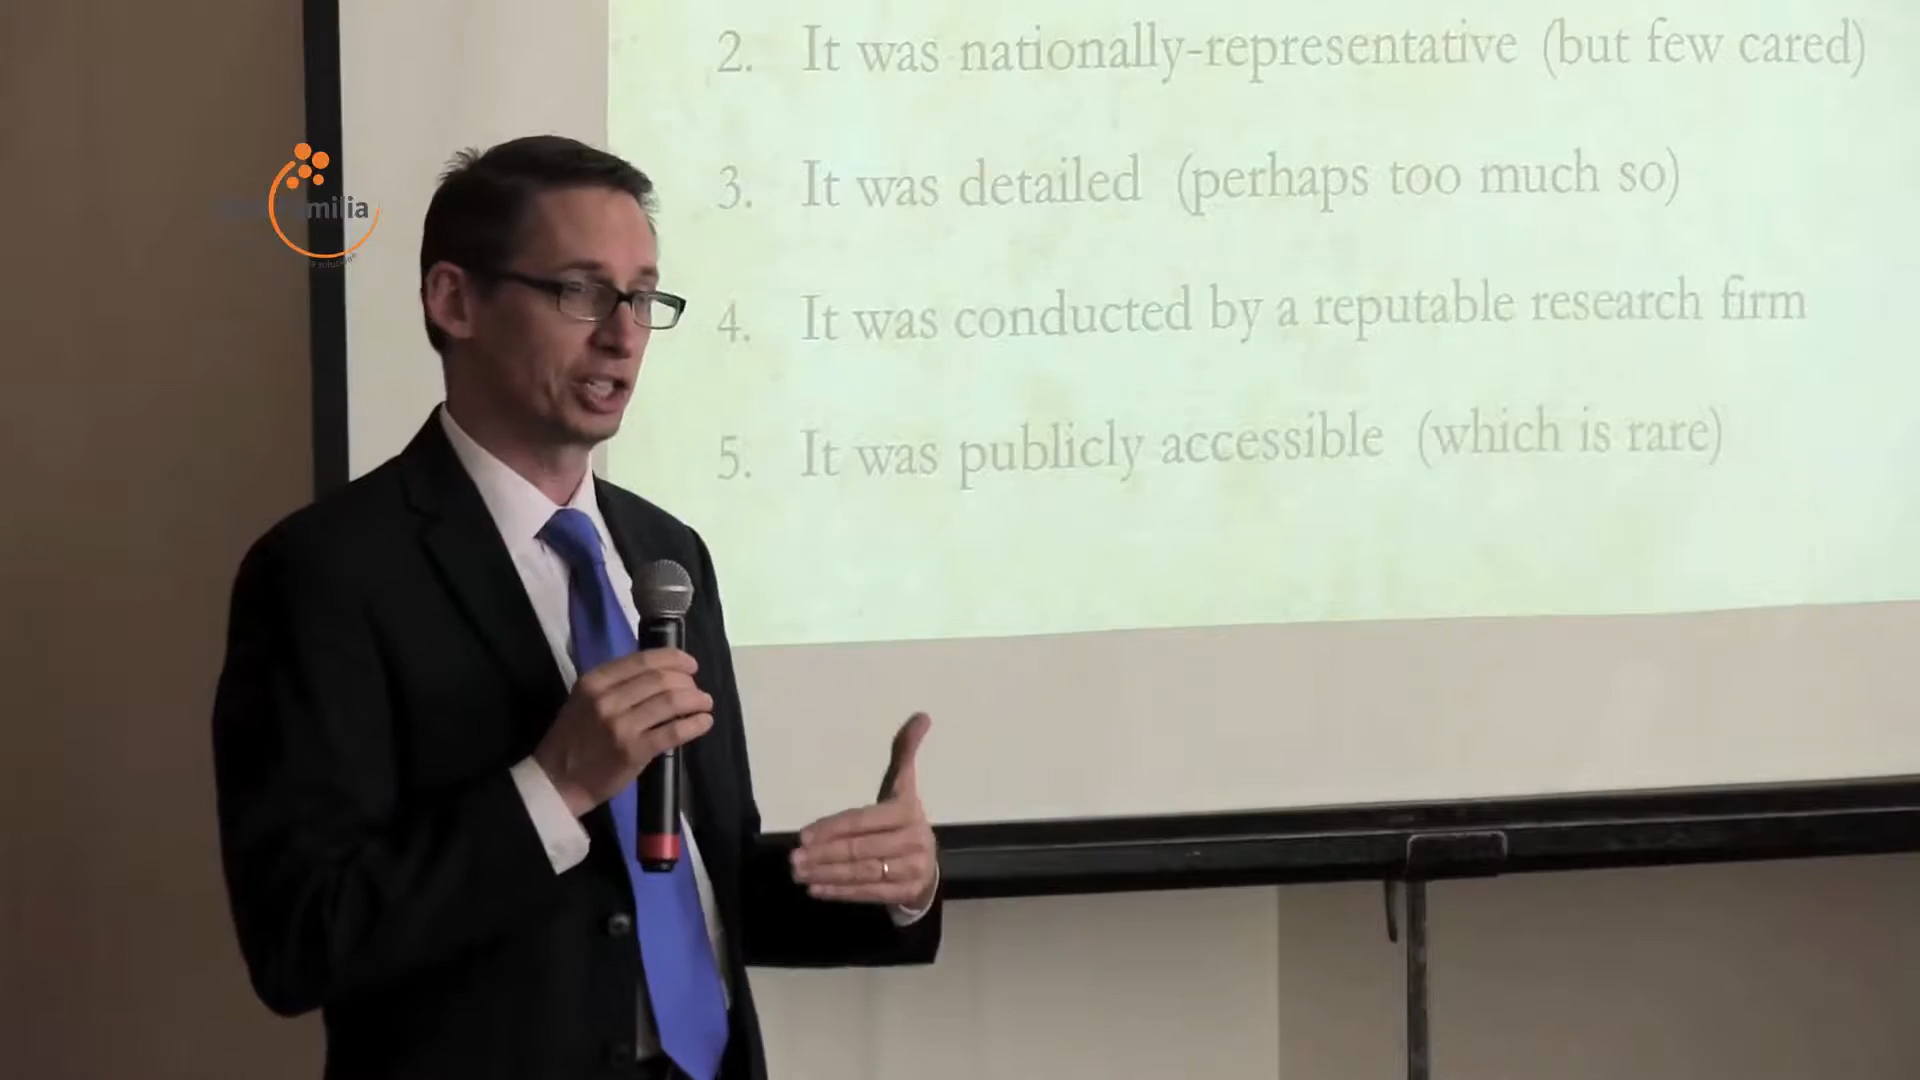 2. It was nationally-representative (but few cared)
3. It was detailed (perhaps too much so)
4. It was conducted by a reputable research firm
5. It was publicly accessible (which is rare)